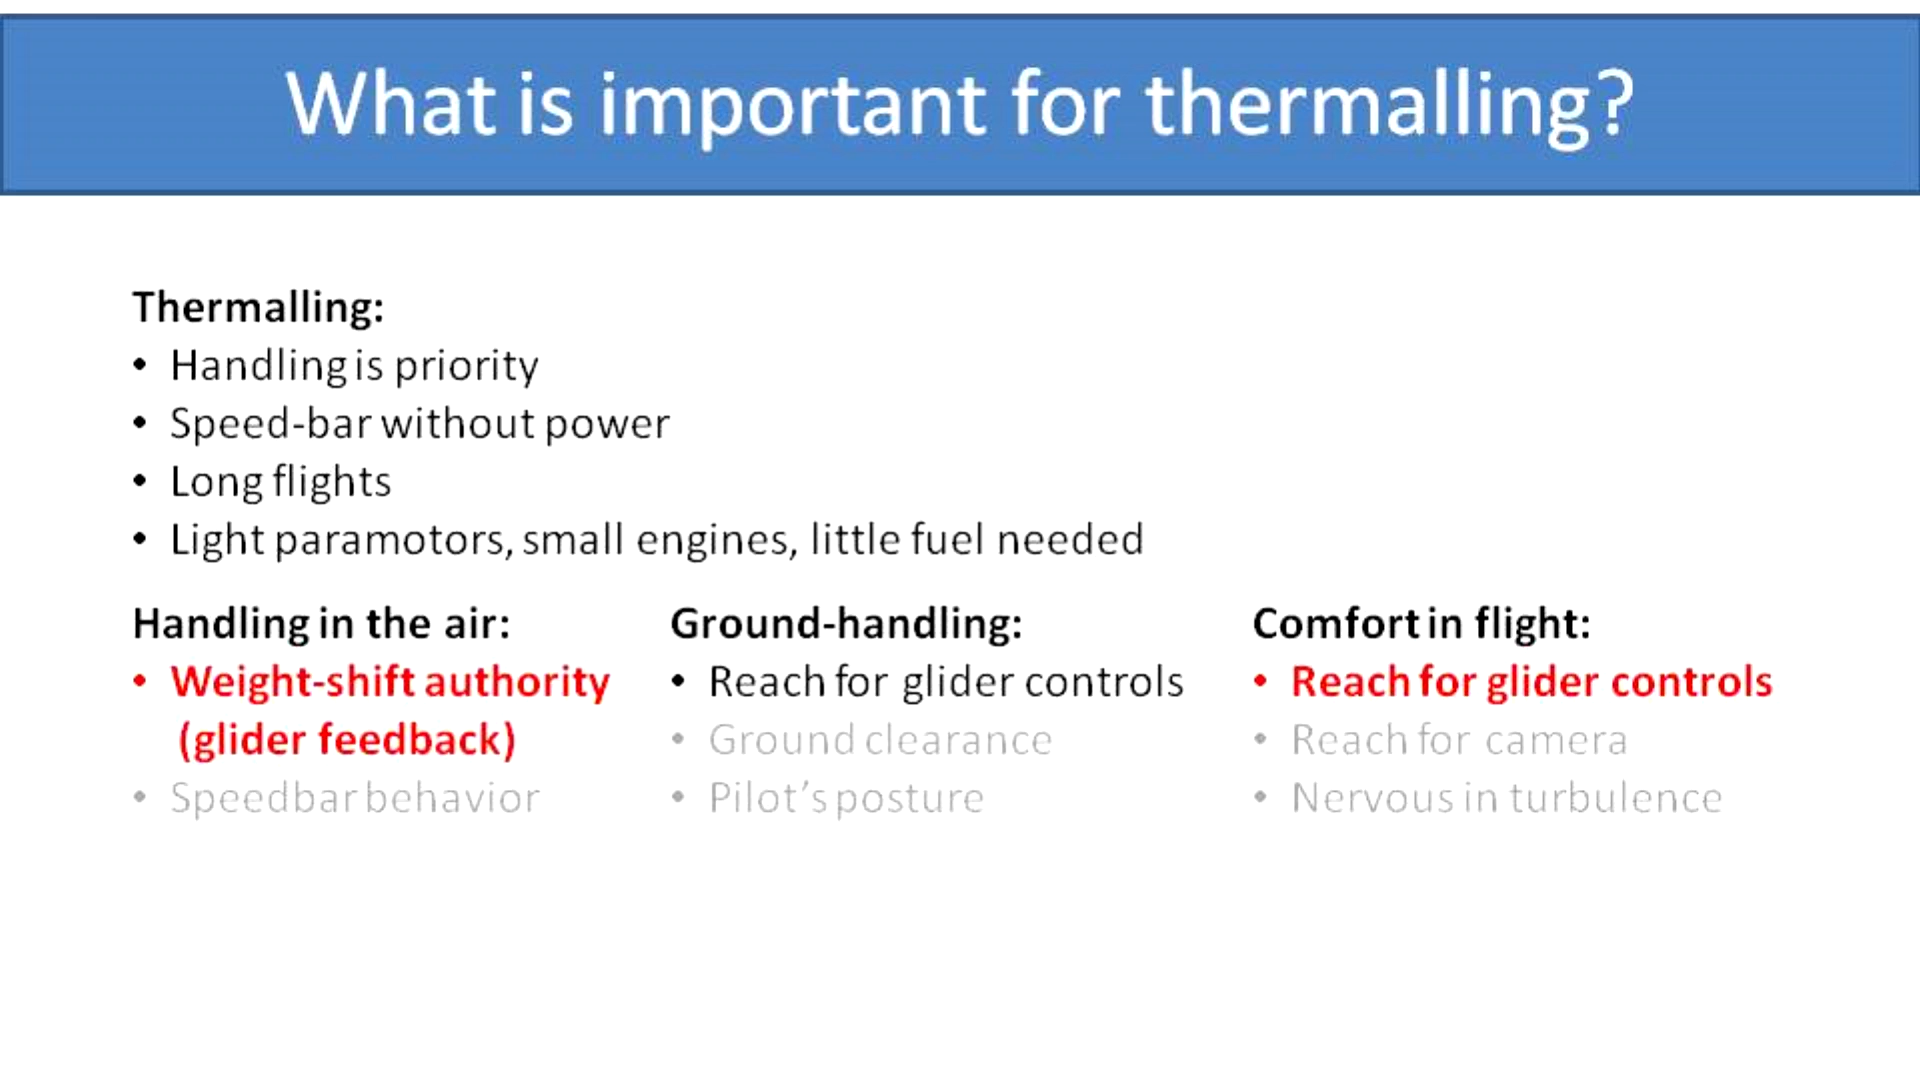 What is important for thermalling?
Thermalling:
• Handling is priority
• Speed-bar without power
• Long flights
• Light paramotors, small engines, little fuel needed
Handling in the air:
• Weight-shift authority
(glider feedback)
• Speedbar behavior
Ground-handling:
• Reach for glider controls
• Ground clearance
• Pilot’s posture
Comfort in flight:
• Reach for glider controls
• Reach for camera
• Nervous in turbulence